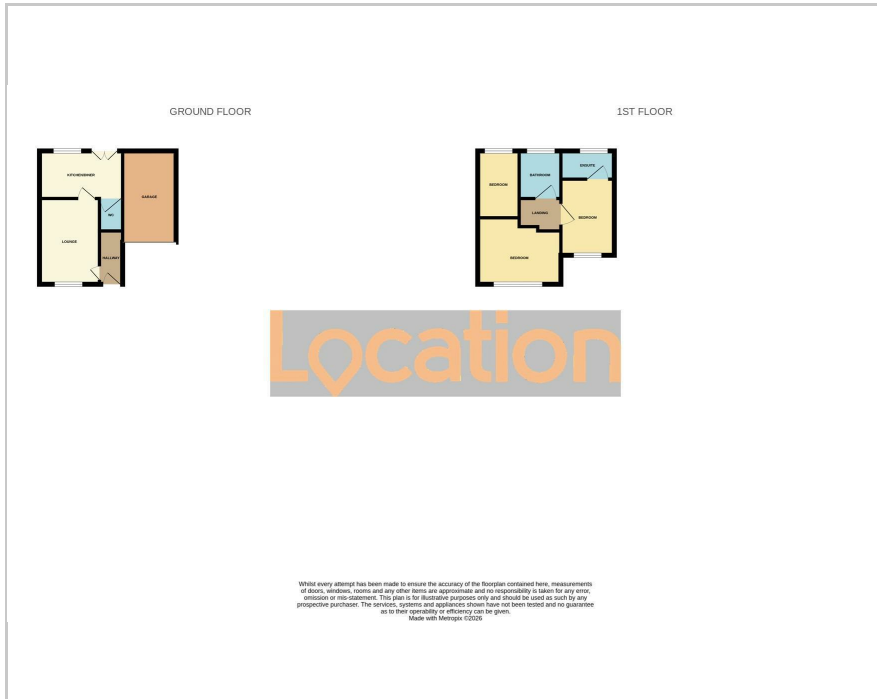 GROUND FLOOR
1ST FLOOR
KITCHEN/DINER
GARAGE
WC
LOUNGE
HALLWAY
BEDROOM
BATHROOM
ENSUITE
LANDING
BEDROOM
BEDROOM
Location
Whilst every attempt has been made to ensure the accuracy of the floorplan contained here, measurements
of doors, windows, rooms and any other items are approximate and no responsibility is taken for any error,
omission or mis-statement. This plan is for illustrative purposes only and should be used as such by any
prospective purchaser. The services, systems and appliances shown have not been tested and no guarantee
as to their operability or efficiency can be given.
Made with Metropix ©2026